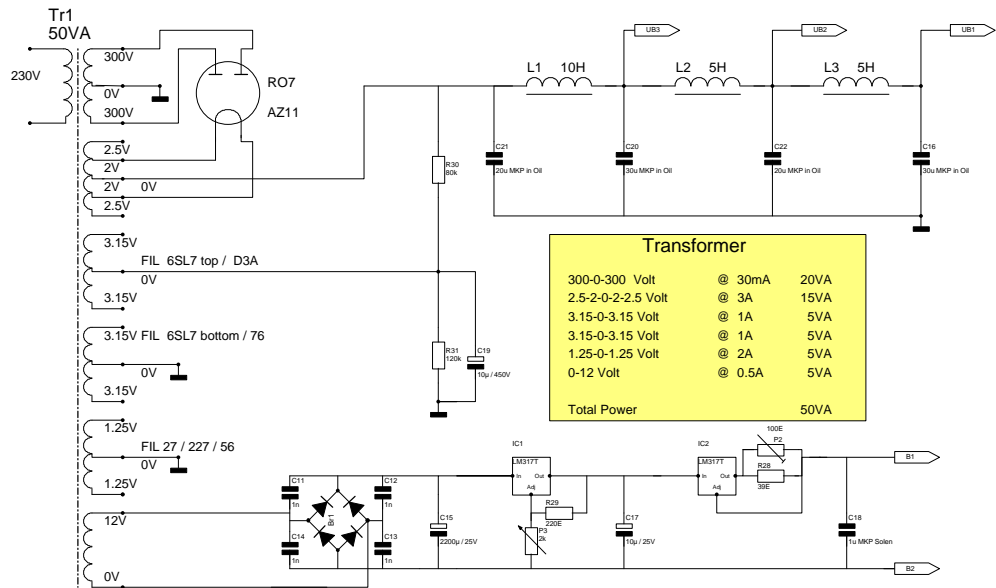 Tr1
50VA
230V
300V
0V
300V
RO7
AZ11
2.5V
2V
2V 0V
2.5V
3.15V
FIL 6SL7 top / D3A
0V
3.15V
3.15V FIL 6SL7 bottom / 76
0V
3.15V
1.25V
FIL 27 / 227 / 56
0V
1.25V
12V
0V
UB3
UB2
UB1
L1 10H
L2 5H
L3 5H
C21
20u MKP in Oil
C20
30u MKP in Oil
C22
20u MKP in Oil
C16
30u MKP in Oil
R30
80k
R31
120k
C19
10µ / 450V
Transformer
300-0-300 Volt @ 30mA 20VA
2.5-2-0-2-2.5 Volt @ 3A 15VA
3.15-0-3.15 Volt @ 1A 5VA
3.15-0-3.15 Volt @ 1A 5VA
1.25-0-1.25 Volt @ 2A 5VA
0-12 Volt @ 0.5A 5VA
Total Power 50VA
C11
1n
C12
1n
C14
1n
C13
1n
Br1
C15
2200µ / 25V
IC1
LM317T
In Out
Adj
R29
220E
P3
2k
C17
10µ / 25V
IC2
LM317T
In Out
Adj
100E
P2
R28
39E
C18
1u MKP Solen
B1
B2